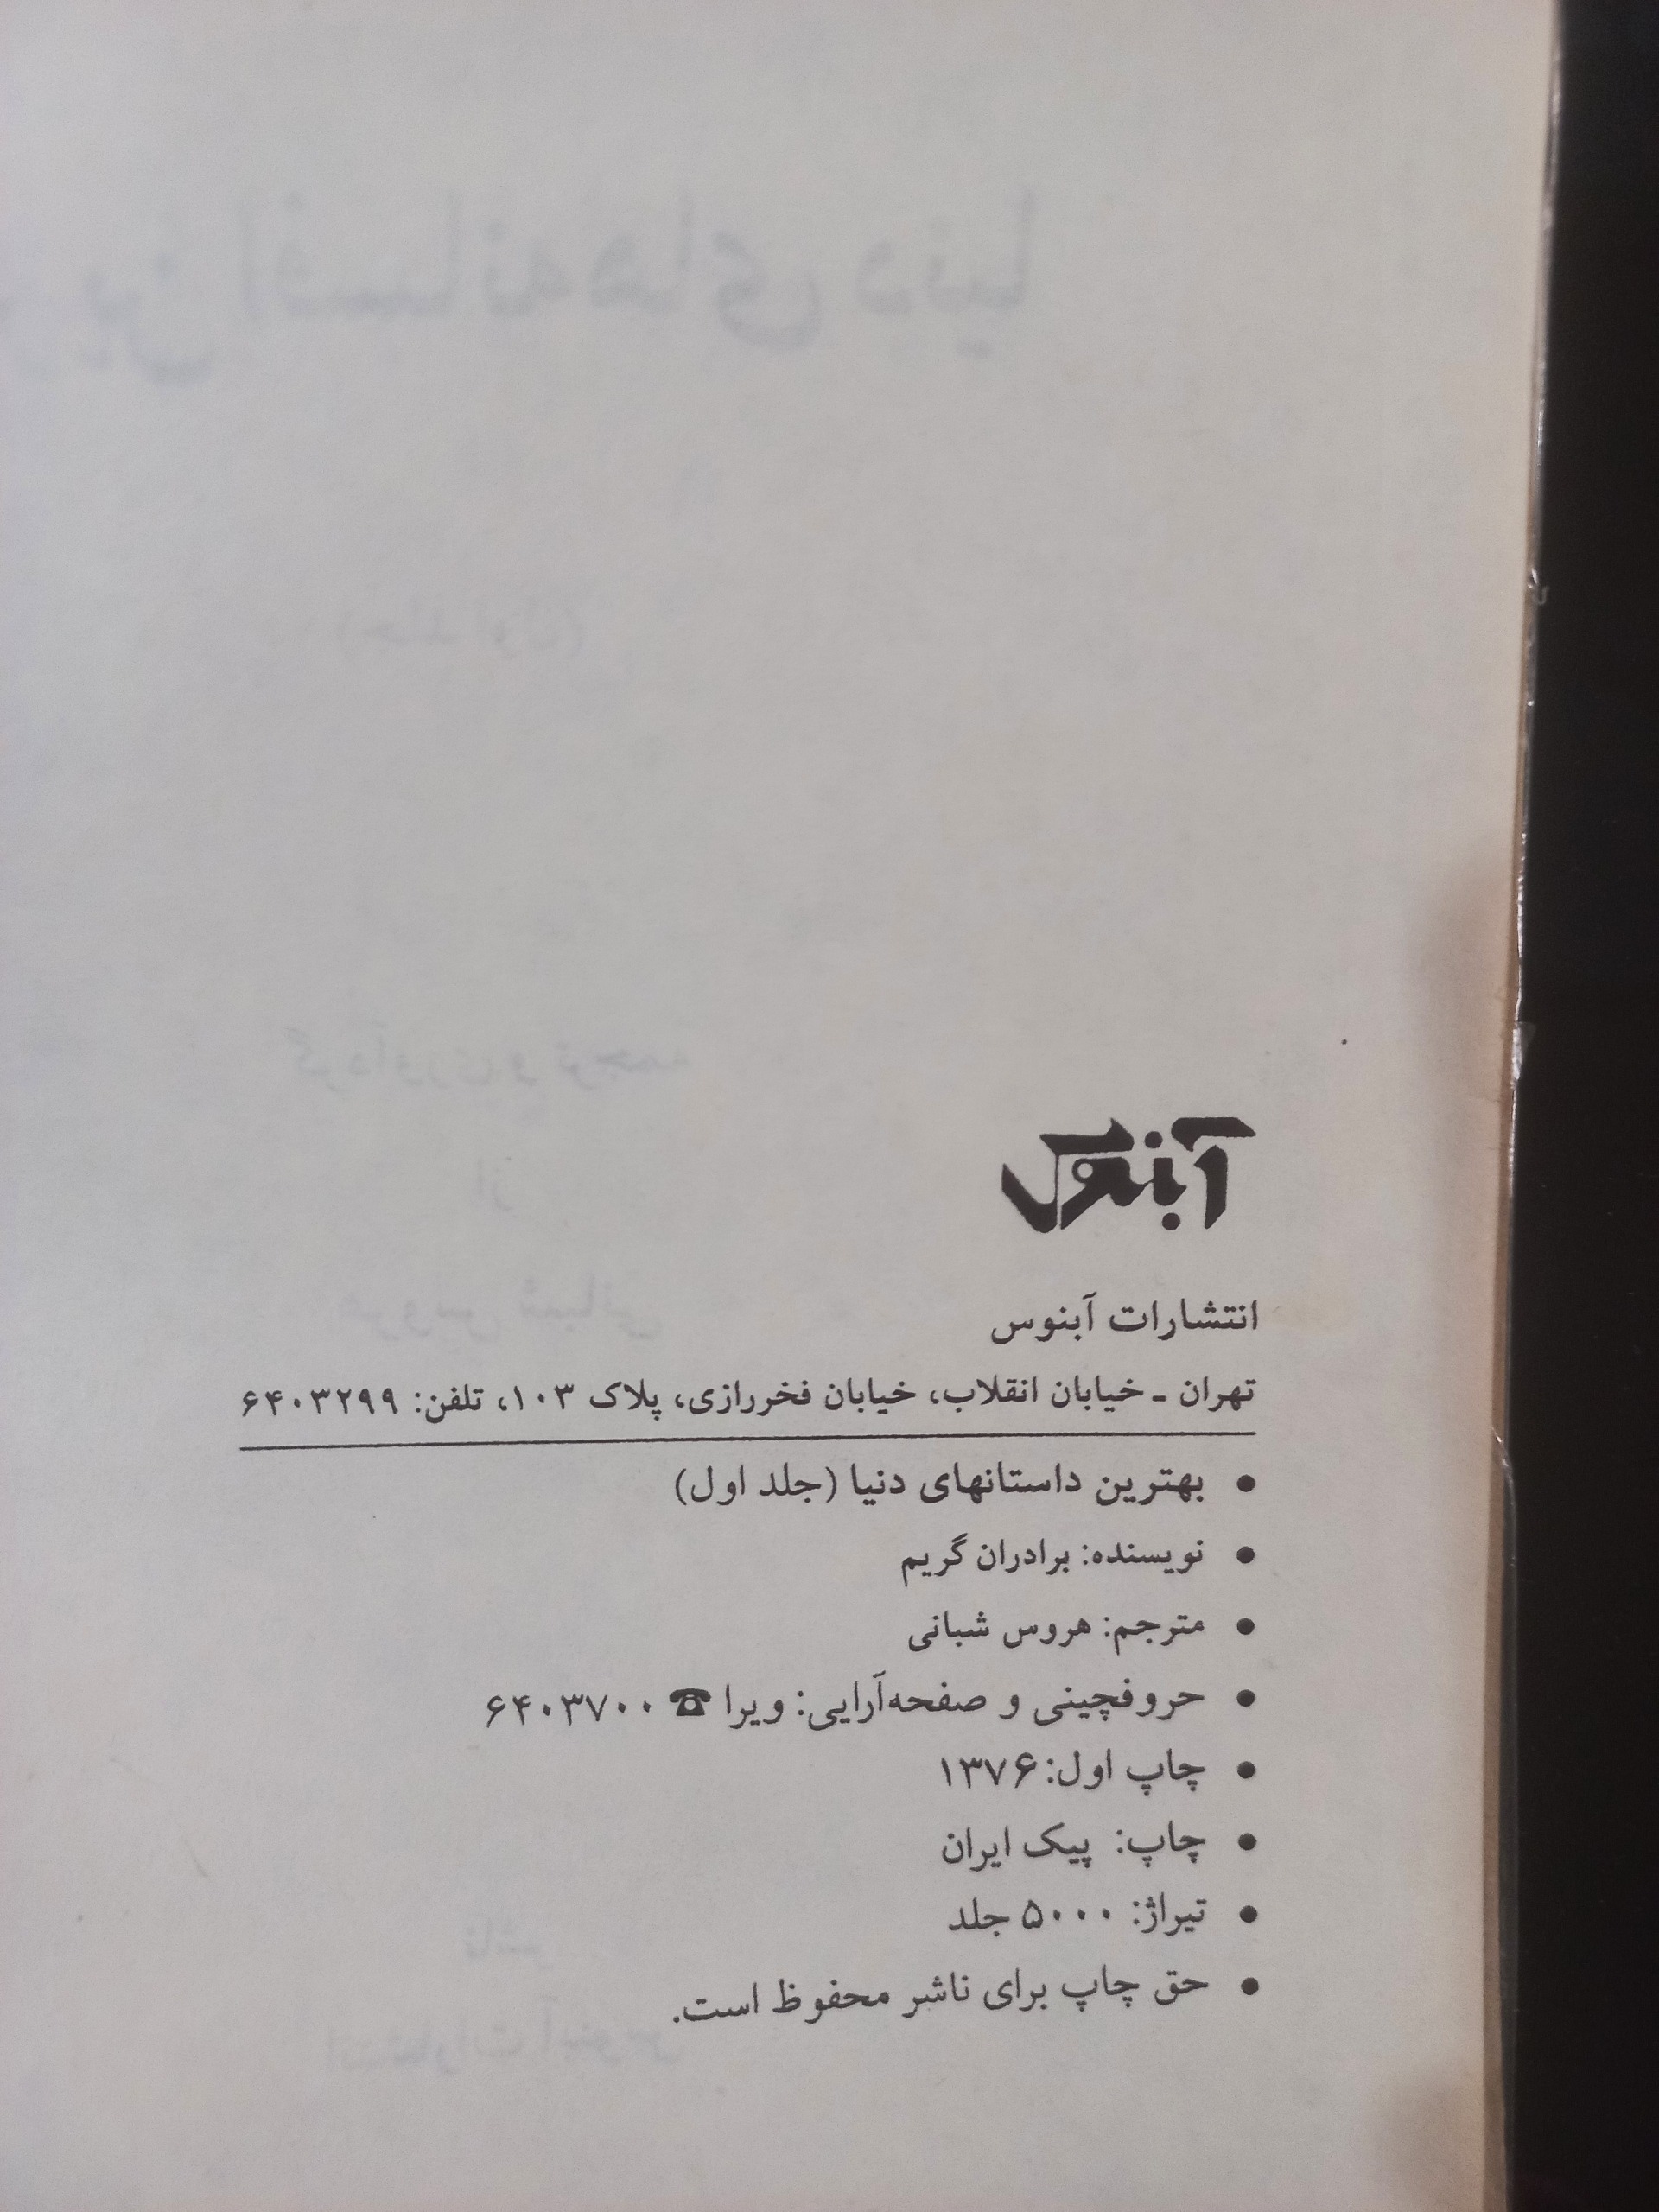 آبنوس
انتشارات آبنوس
تهران ـ خیابان انقلاب، خیابان فخررازی، پلاک ۱۰۳، تلفن: ۶۴۰۳۲۹۹
• بهترین داستانهای دنیا (جلد اول)
• نویسنده: برادران گریم
• مترجم: هروس شبانی
• حروفچینی و صفحه‌آرایی: ویرا ☎ ۶۴۰۳۷۰۰
• چاپ اول: ۱۳۷۶
• چاپ: پیک ایران
• تیراژ: ۵۰۰۰ جلد
• حق چاپ برای ناشر محفوظ است.